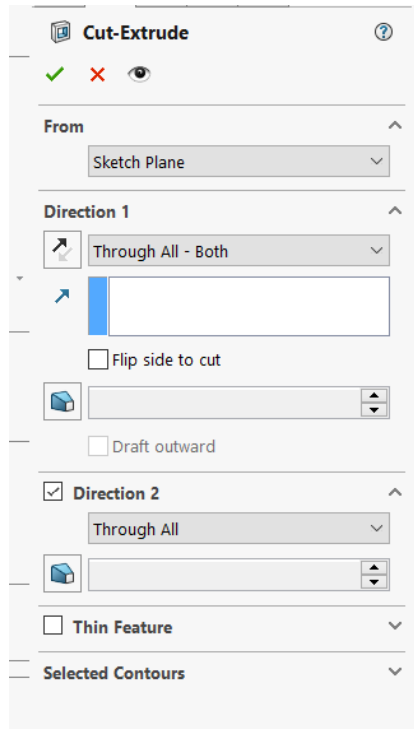 Cut-Extrude
From
Sketch Plane
Direction 1
Through All - Both
Flip side to cut
Draft outward
Direction 2
Through All
Thin Feature
Selected Contours